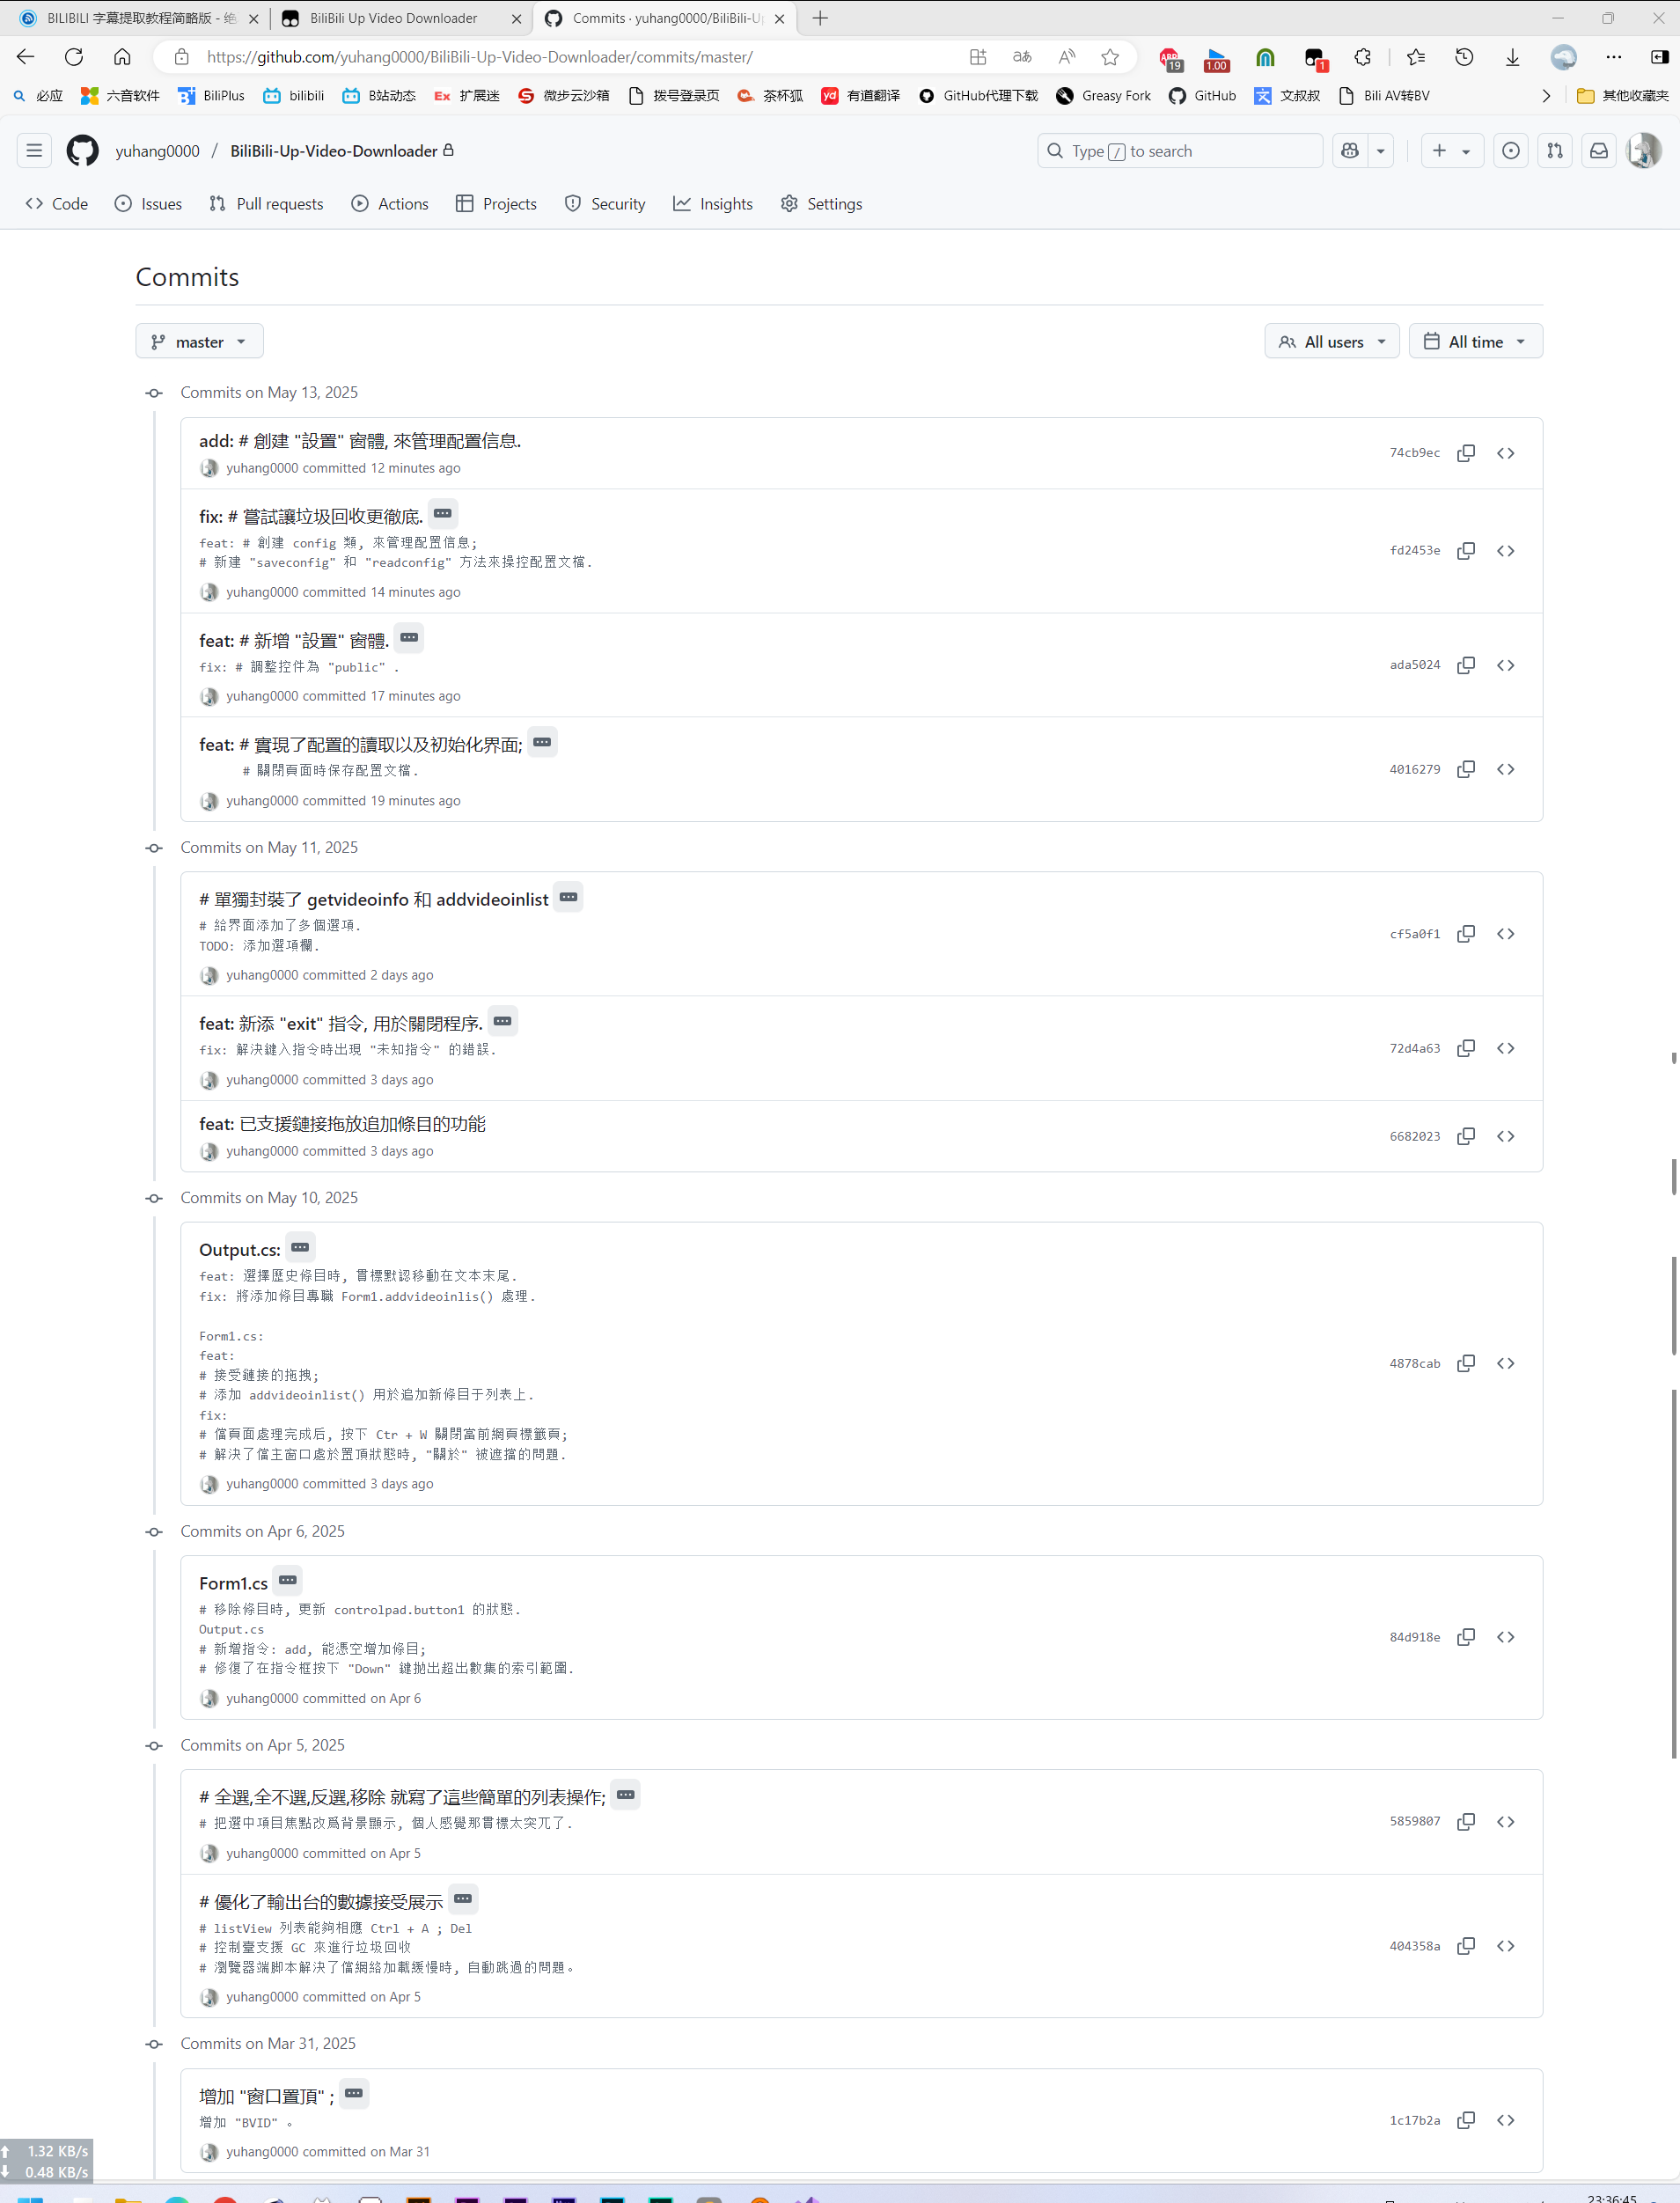 BILIBILI 字幕提取教程简略版 - 绝
BiliBili Up Video Downloader
Commits · yuhang0000/BiliBili-U
https://github.com/yuhang0000/BiliBili-Up-Video-Downloader/commits/master/
19
1.00
1
必应
六音软件
BiliPlus
bilibili
B站动态
Ex 扩展迷
微步云沙箱
拨号登录页
茶杯狐
yd 有道翻译
GitHub代理下载
Greasy Fork
GitHub
文叔叔
Bili AV转BV
其他收藏夹
yuhang0000 / BiliBili-Up-Video-Downloader
Type / to search
Code
Issues
Pull requests
Actions
Projects
Security
Insights
Settings
Commits
master
All users
All time
Commits on May 13, 2025
add: # 創建 "設置" 窗體, 來管理配置信息.
yuhang0000 committed 12 minutes ago
74cb9ec
fix: # 嘗試讓垃圾回收更徹底.
feat: # 創建 config 類, 來管理配置信息;
# 新建 "saveconfig" 和 "readconfig" 方法來操控配置文檔.
yuhang0000 committed 14 minutes ago
fd2453e
feat: # 新增 "設置" 窗體.
fix: # 調整控件為 "public" .
yuhang0000 committed 17 minutes ago
ada5024
feat: # 實現了配置的讀取以及初始化界面;
# 關閉頁面時保存配置文檔.
yuhang0000 committed 19 minutes ago
4016279
Commits on May 11, 2025
# 單獨封裝了 getvideoinfo 和 addvideoinlist
# 給界面添加了多個選項.
TODO: 添加選項欄.
yuhang0000 committed 2 days ago
cf5a0f1
feat: 新添 "exit" 指令, 用於關閉程序.
fix: 解決鍵入指令時出現 "未知指令" 的錯誤.
yuhang0000 committed 3 days ago
72d4a63
feat: 已支援鏈接拖放追加條目的功能
yuhang0000 committed 3 days ago
6682023
Commits on May 10, 2025
Output.cs:
feat: 選擇歷史條目時, 貫標默認移動在文本末尾.
fix: 將添加條目專職 Form1.addvideoinlis() 處理.
Form1.cs:
feat:
# 接受鏈接的拖拽;
# 添加 addvideoinlist() 用於追加新條目于列表上.
fix:
# 儅頁面處理完成后, 按下 Ctr + W 關閉當前網頁標籤頁;
# 解決了儅主窗口處於置頂狀態時, "關於" 被遮擋的問題.
yuhang0000 committed 3 days ago
4878cab
Commits on Apr 6, 2025
Form1.cs
# 移除條目時, 更新 controlpad.button1 的狀態.
Output.cs
# 新增指令: add, 能憑空增加條目;
# 修復了在指令框按下 "Down" 鍵拋出超出數集的索引範圍.
yuhang0000 committed on Apr 6
84d918e
Commits on Apr 5, 2025
# 全選,全不選,反選,移除 就寫了這些簡單的列表操作;
# 把選中項目焦點改爲背景顯示, 個人感覺那貫標太突兀了.
yuhang0000 committed on Apr 5
5859807
# 優化了輸出台的數據接受展示
# listView 列表能夠相應 Ctrl + A ; Del
# 控制臺支援 GC 來進行垃圾回收
# 瀏覽器端脚本解決了儅網絡加載緩慢時, 自動跳過的問題。
yuhang0000 committed on Apr 5
404358a
Commits on Mar 31, 2025
增加 "窗口置頂" ;
增加 "BVID" 。
yuhang0000 committed on Mar 31
1c17b2a
1.32 KB/s
0.48 KB/s
23:36:45